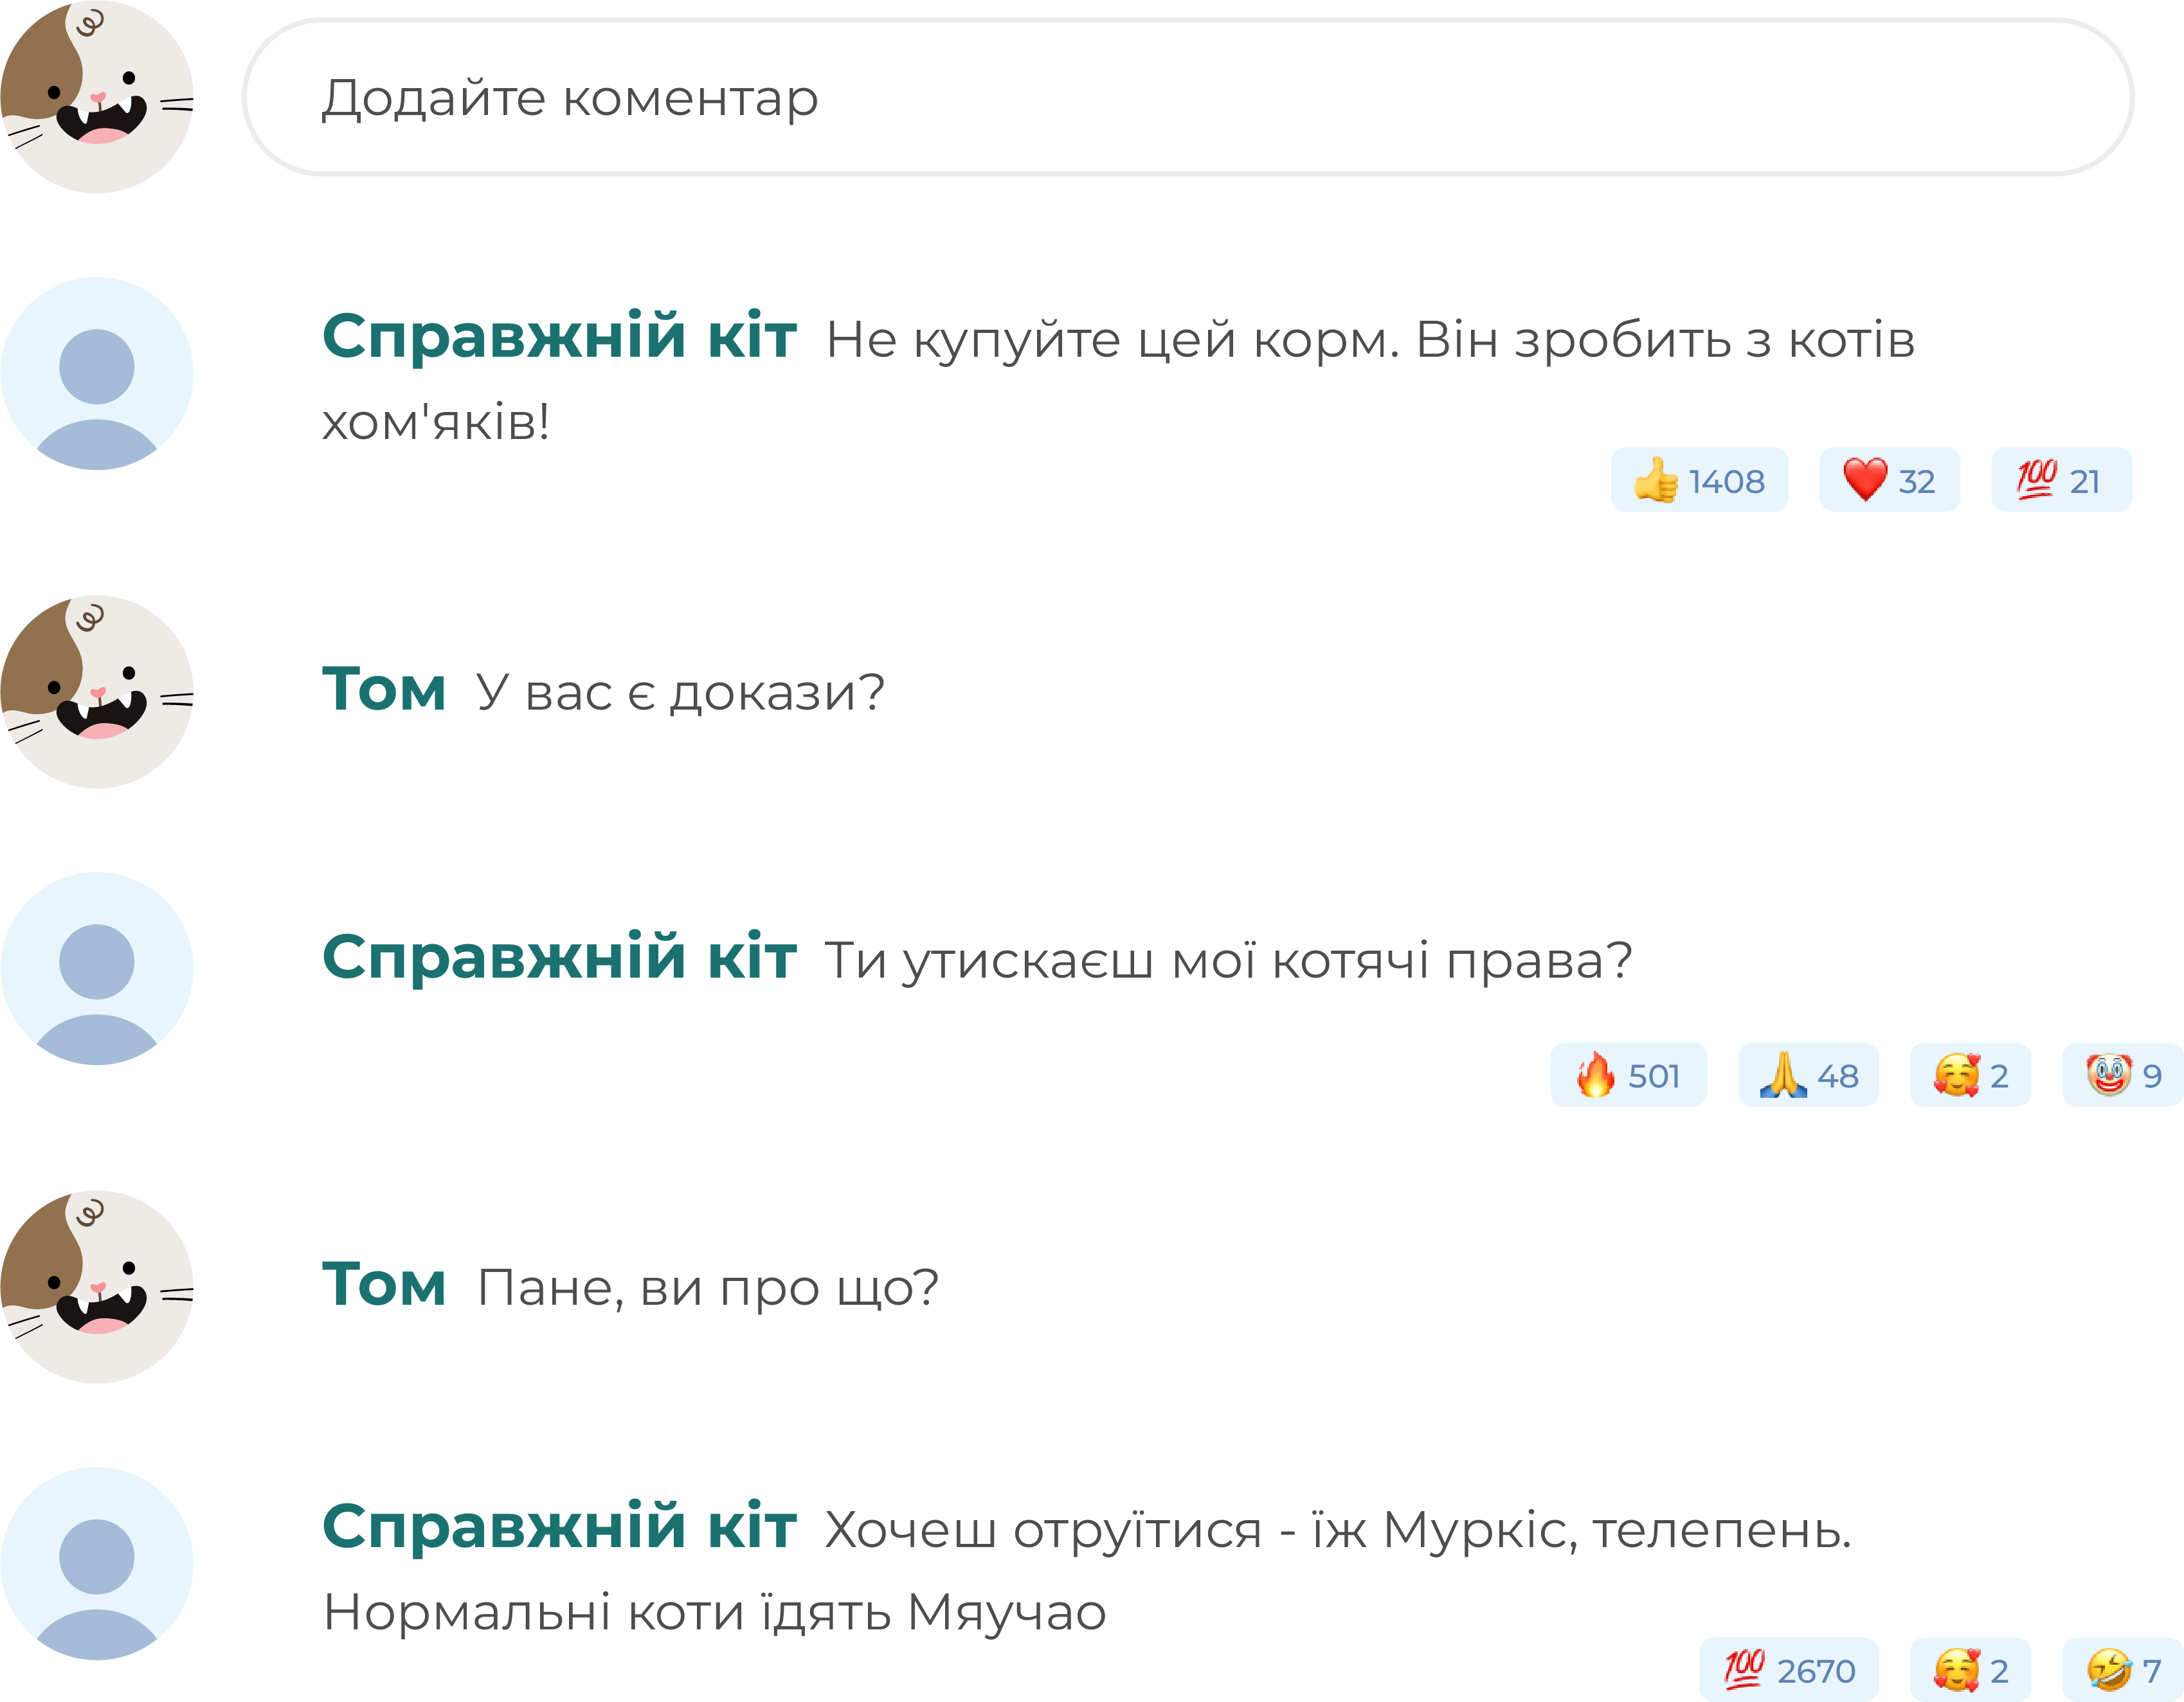 Додайте коментар
Справжній кіт Не купуйте цей корм. Він зробить з котів
хом'яків!
👍 1408 ❤️ 32 💯 21
Том У вас є докази?
Справжній кіт Ти утискаєш мої котячі права?
🔥 501 🙏 48 🥰 2 🤡 9
Том Пане, ви про що?
Справжній кіт Хочеш отруїтися - їж Муркіс, телепень.
Нормальні коти їдять Мяучао
💯 2670 🥰 2 🤣 7